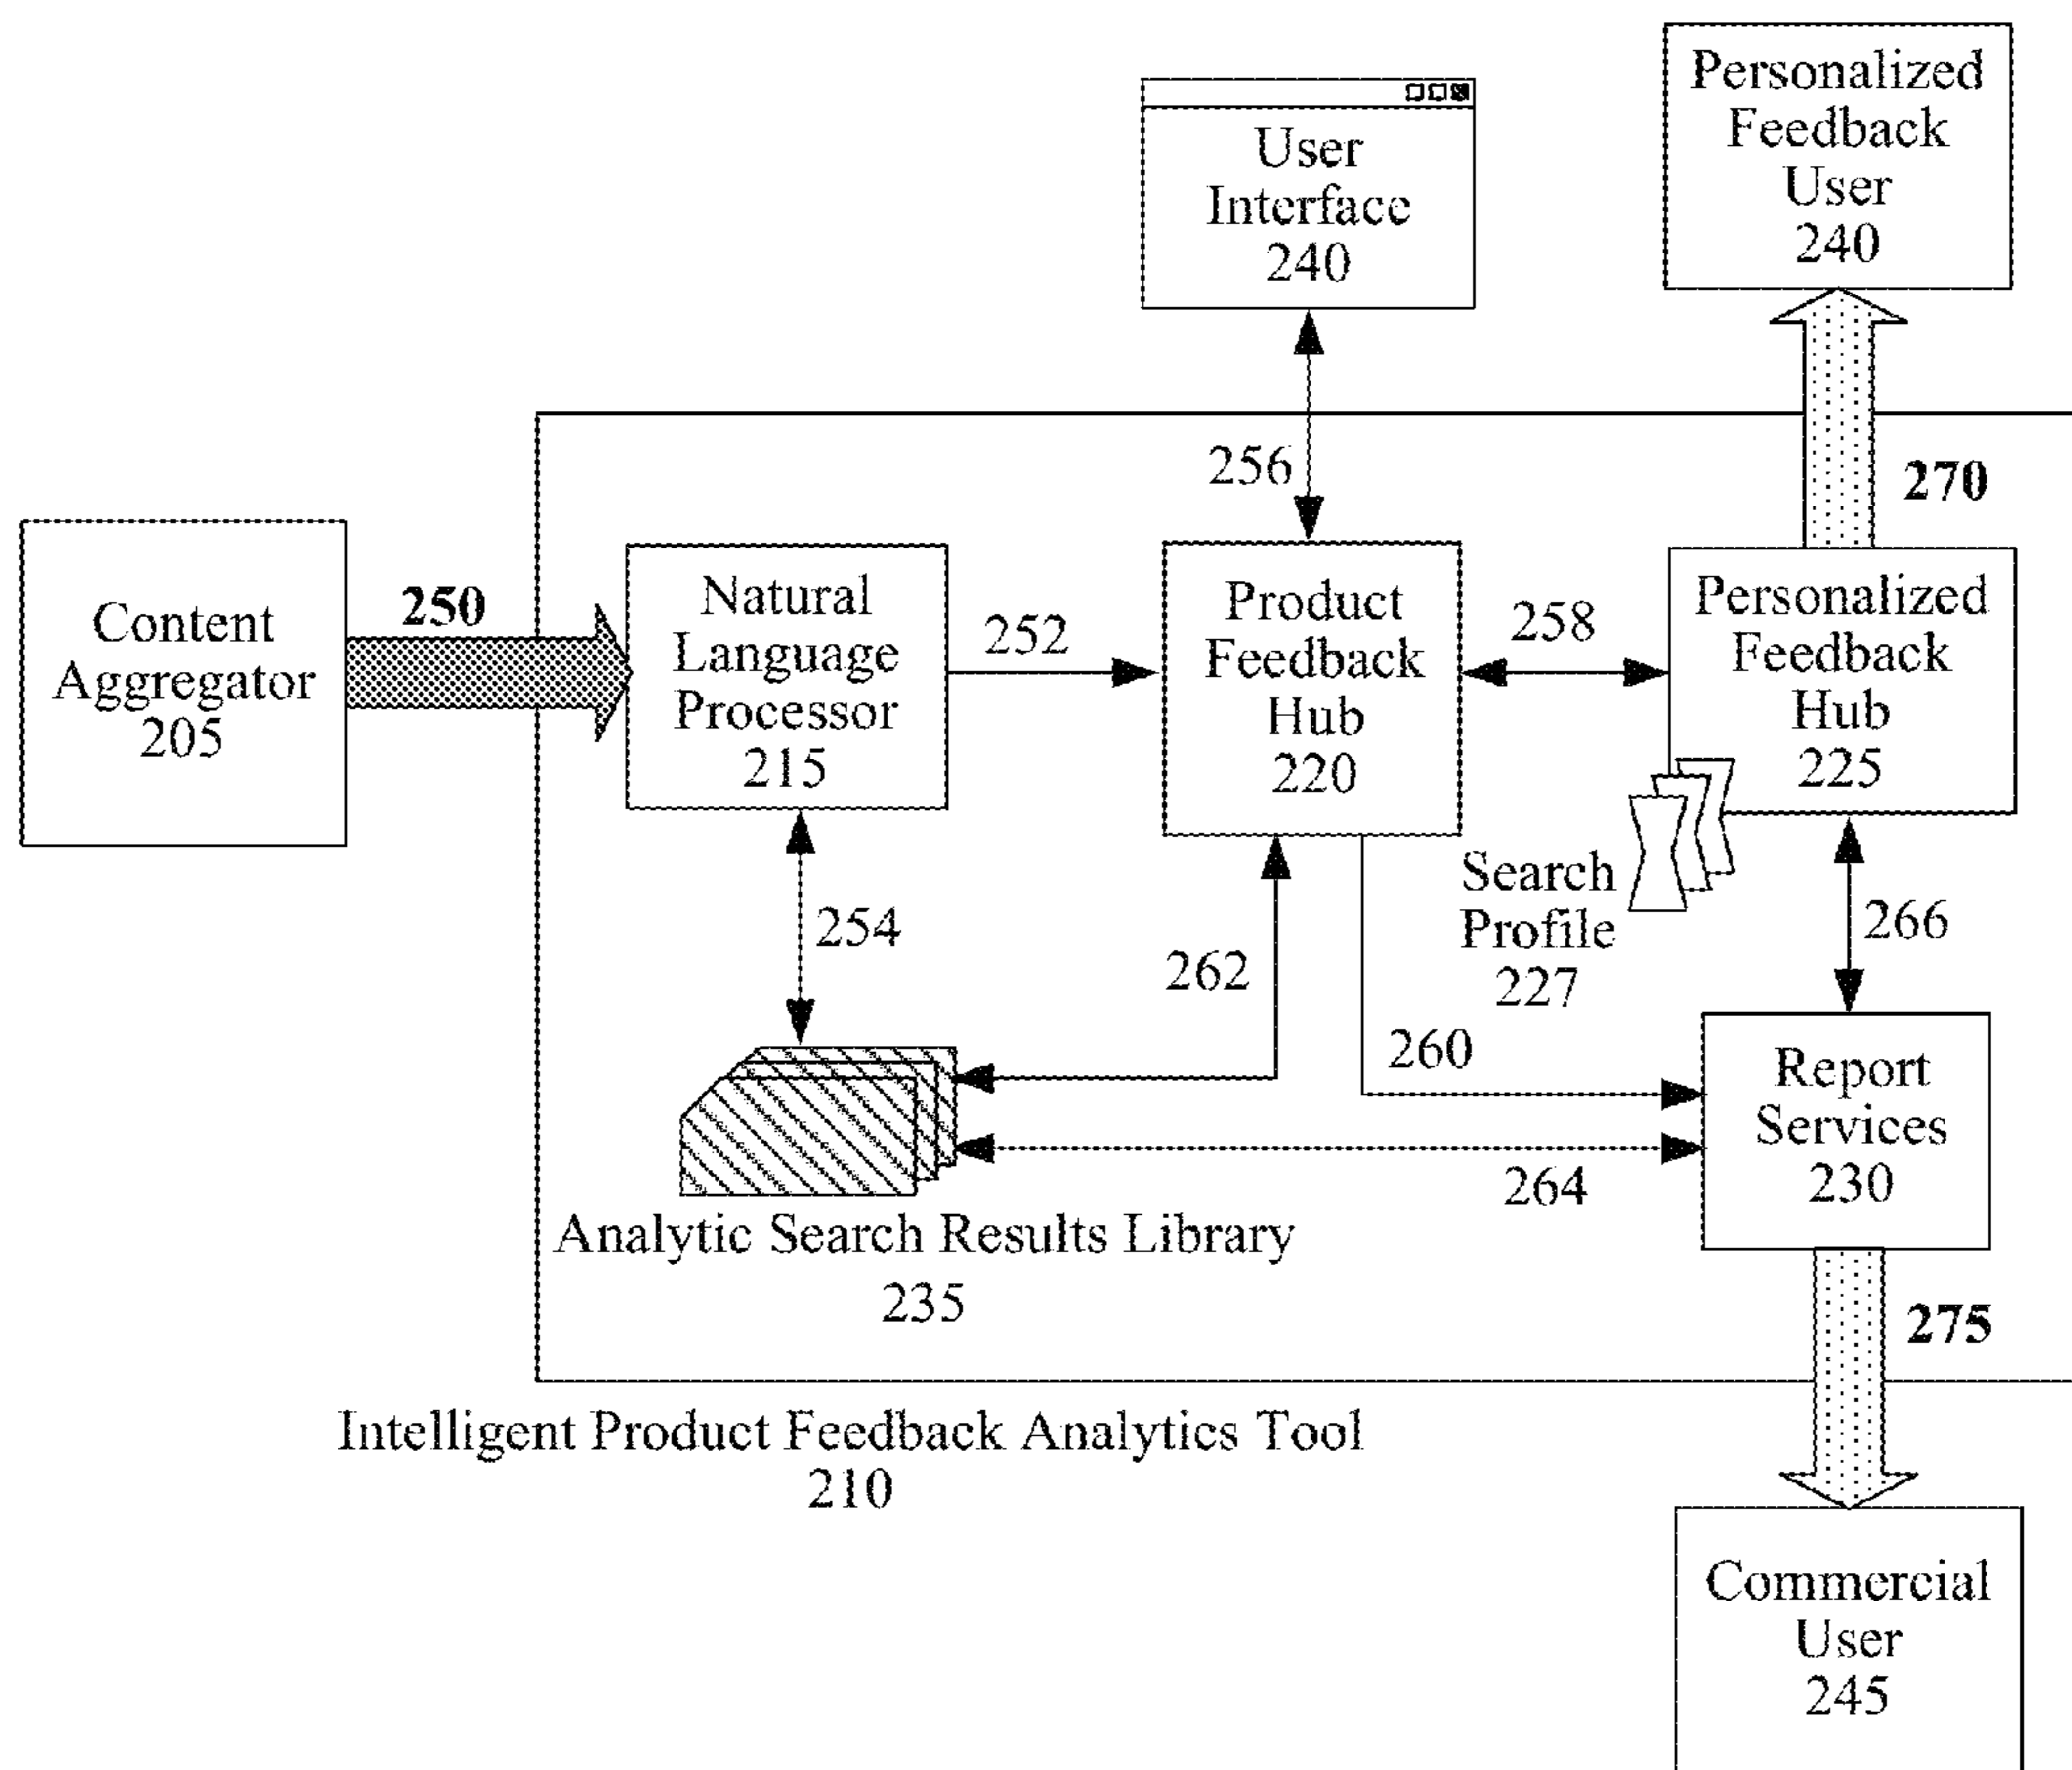 Personalized
Feedback
User
240
User
Interface
240
256
270
Content
Aggregator
205
250
Natural
Language
Processor
215
252
Product
Feedback
Hub
220
258
Personalized
Feedback
Hub
225
254
262
Search
Profile
227
266
260
Report
Services
230
264
Analytic Search Results Library
235
275
Intelligent Product Feedback Analytics Tool
210
Commercial
User
245